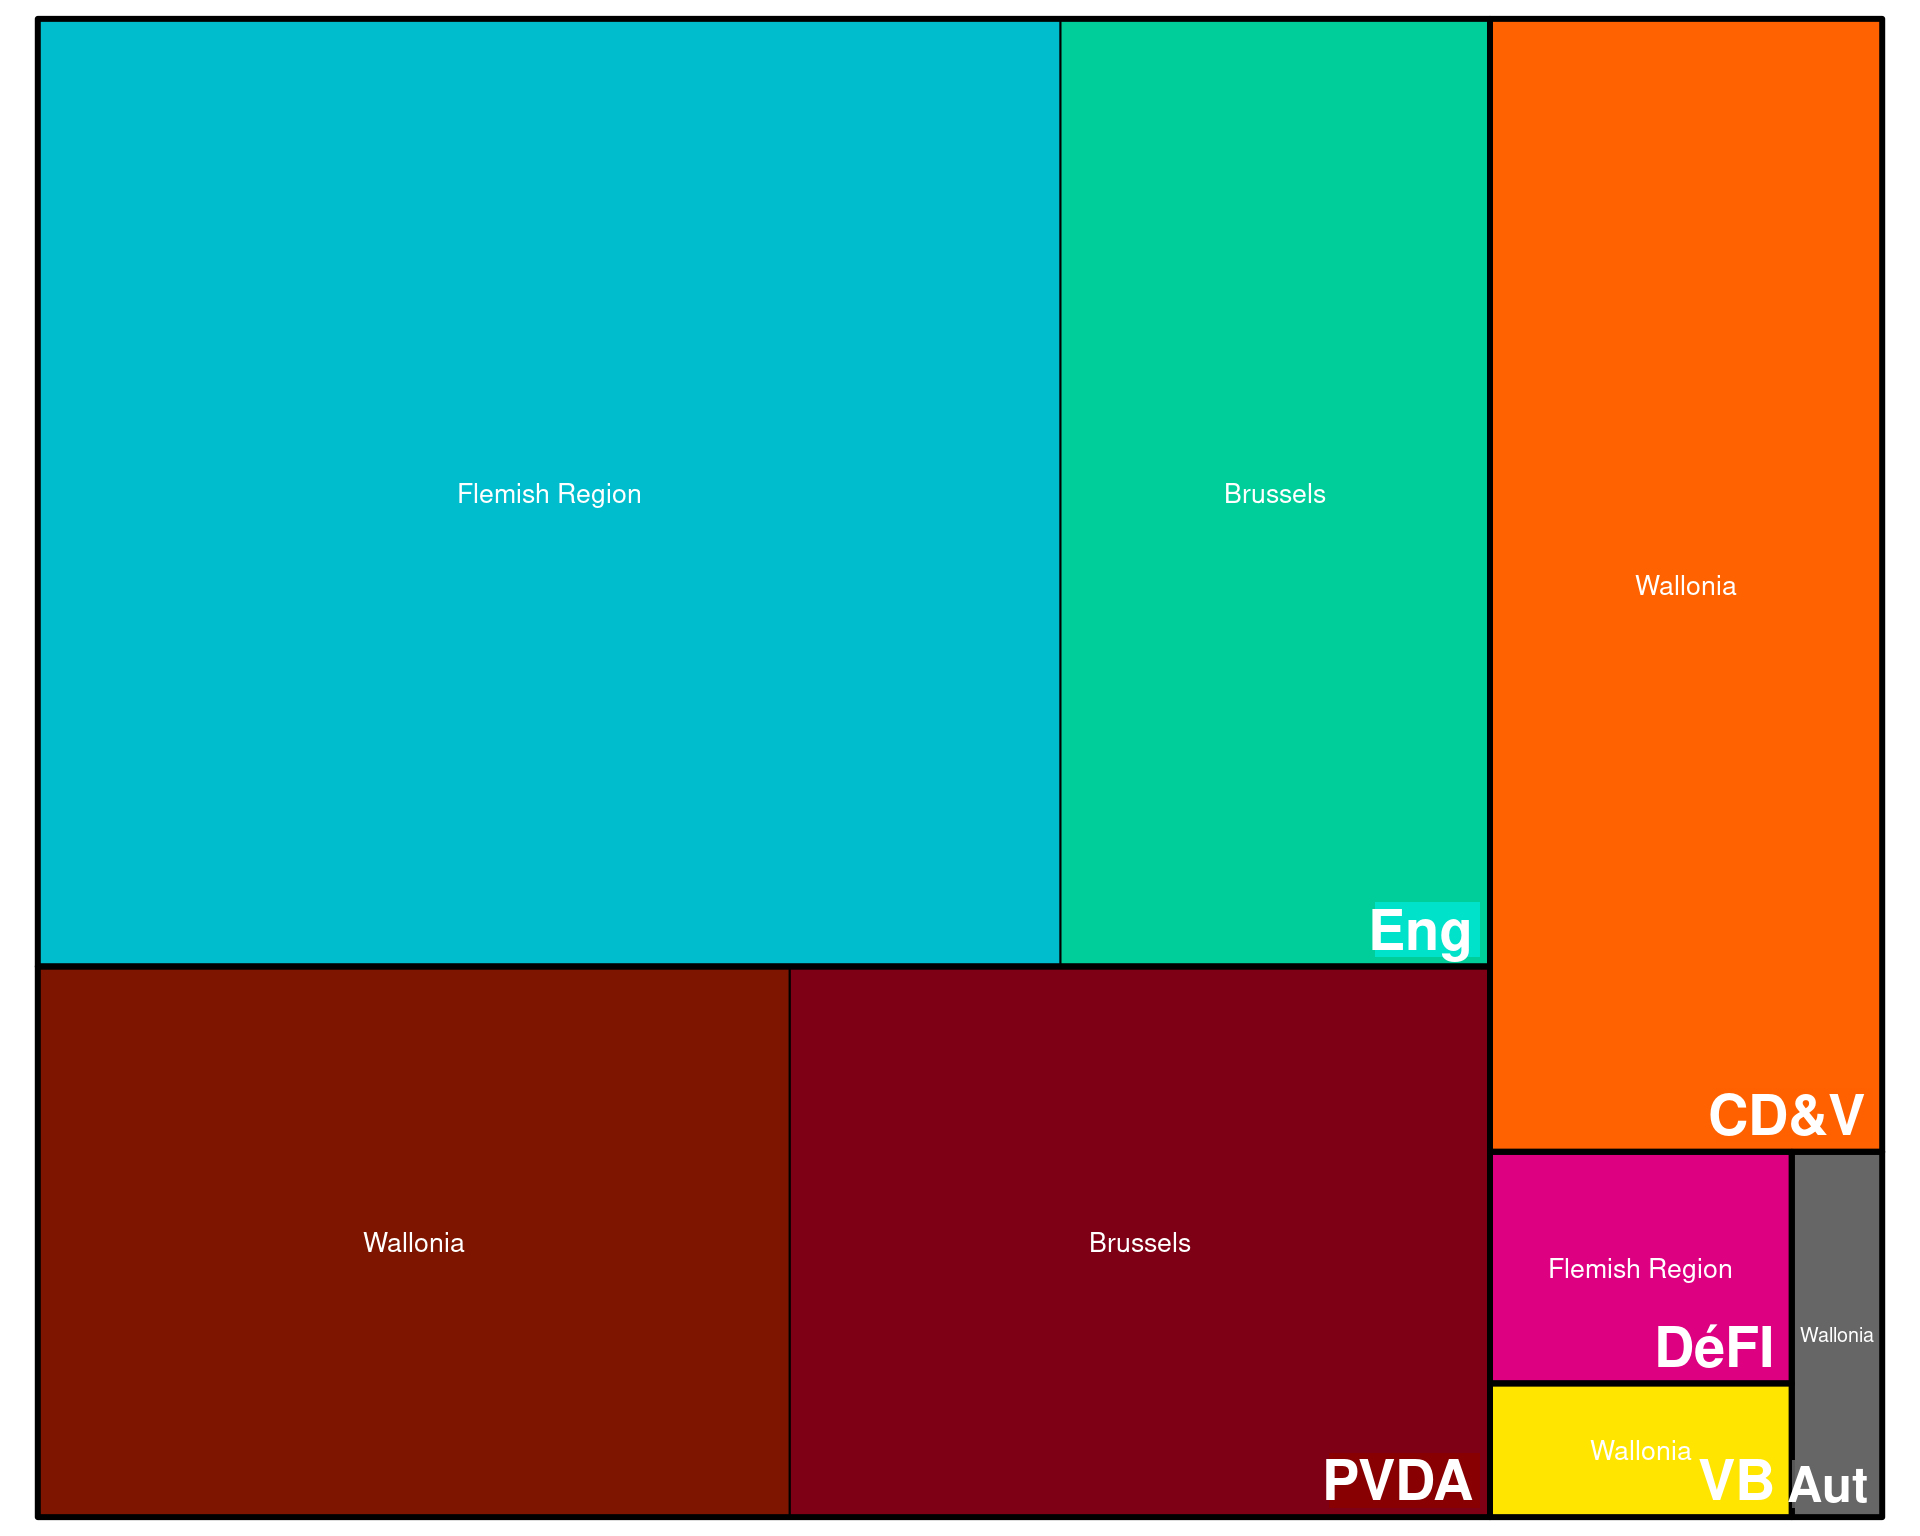 Flemish Region
Brussels
Wallonia
Eng
CD&V
Wallonia
Brussels
Flemish Region
DéFI
Wallonia
Wallonia
PVDA
VB
Aut